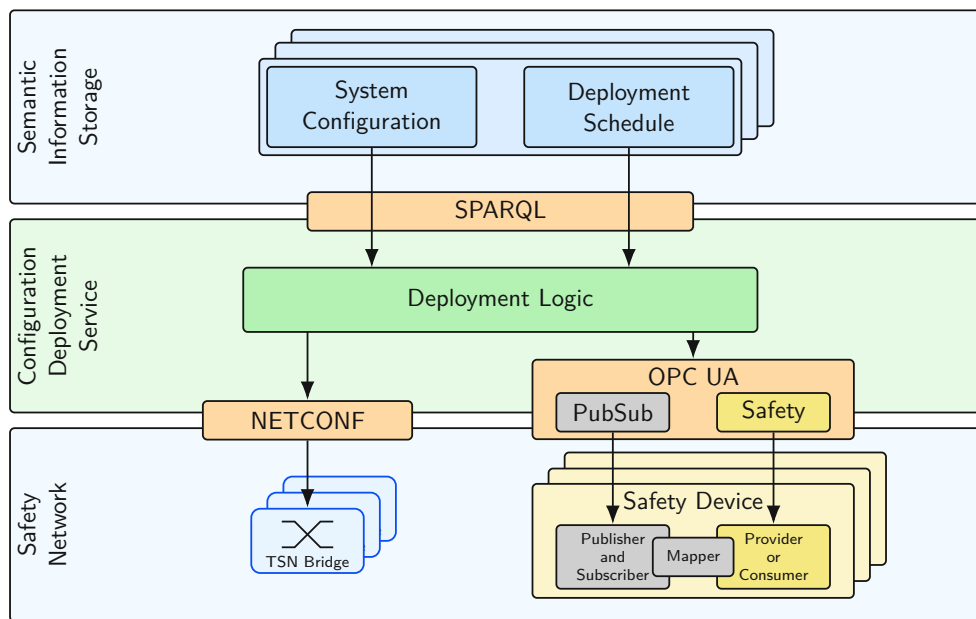 Semantic
Information
Storage
System
Configuration
Deployment
Schedule
SPARQL
Configuration
Deployment
Service
Deployment Logic
OPC UA
PubSub
Safety
NETCONF
Safety
Network
TSN Bridge
Safety Device
Publisher
and
Subscriber
Mapper
Provider
or
Consumer